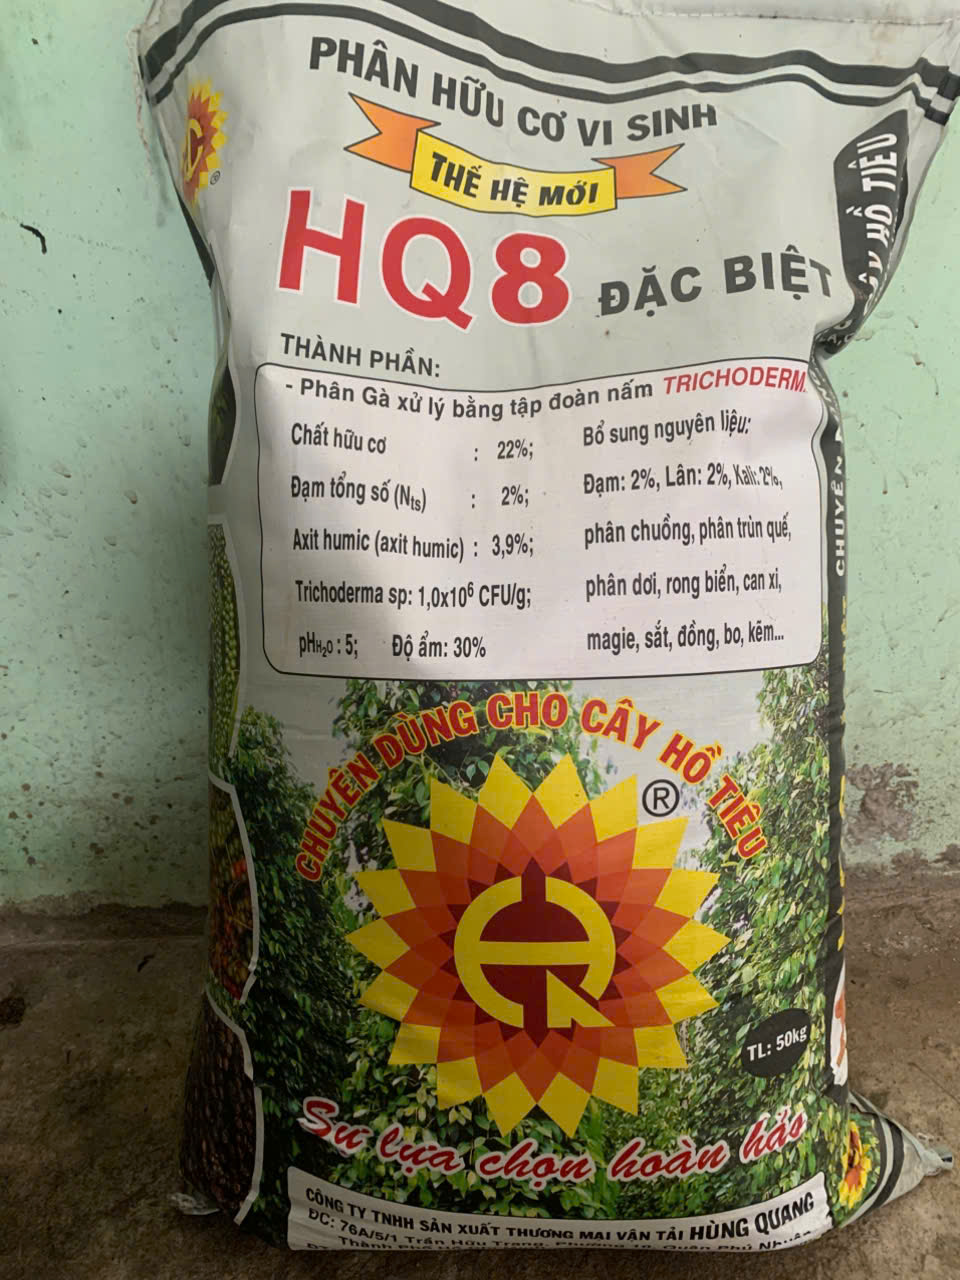 PHÂN HỮU CƠ VI SINH
THẾ HỆ MỚI
HQ8 ĐẶC BIỆT
HỒ TIÊU
THÀNH PHẦN:
- Phân Gà xử lý bằng tập đoàn nấm TRICHODERM
Chất hữu cơ : 22%;
Đạm tổng số (Nts) : 2%;
Axit humic (axit humic) : 3,9%;
Trichoderma sp: 1,0x10⁶ CFU/g;
pHH₂O : 5; Độ ẩm: 30%
Bổ sung nguyên liệu:
Đạm: 2%, Lân: 2%, Kali: 2%,
phân chuồng, phân trùn quế,
phân dơi, rong biển, can xi,
magie, sắt, đồng, bo, kẽm...
CHUYÊN
CHUYÊN DÙNG CHO CÂY HỒ TIÊU
®
TL: 50kg
Sự lựa chọn hoàn hảo
CÔNG TY TNHH SẢN XUẤT THƯƠNG MẠI VẬN TẢI HÙNG QUANG
ĐC: 76A/5/1 Trần Hữu Trang, Phường 10, Quận Phú Nhuận
Thành Phố